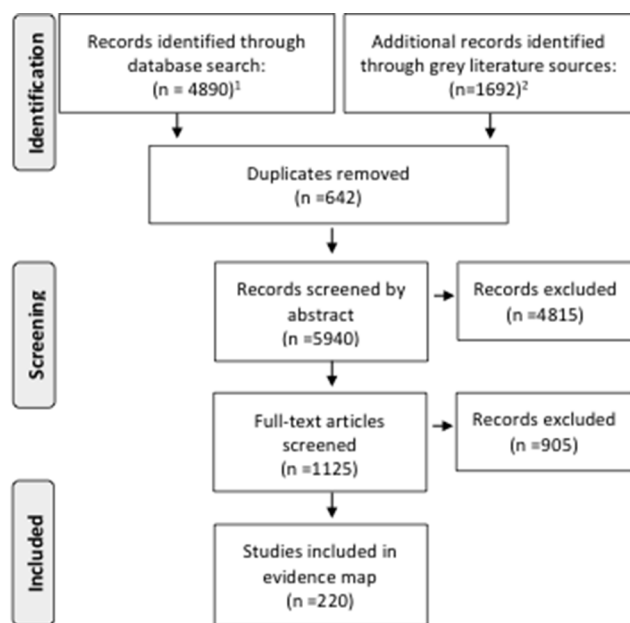 Identification
Records identified through
database search:
(n = 4890)1
Additional records identified
through grey literature sources:
(n=1692)2
Duplicates removed
(n =642)
Screening
Records screened by
abstract
(n =5940)
Records excluded
(n =4815)
Full-text articles
screened
(n =1125)
Records excluded
(n =905)
Included
Studies included in
evidence map
(n =220)